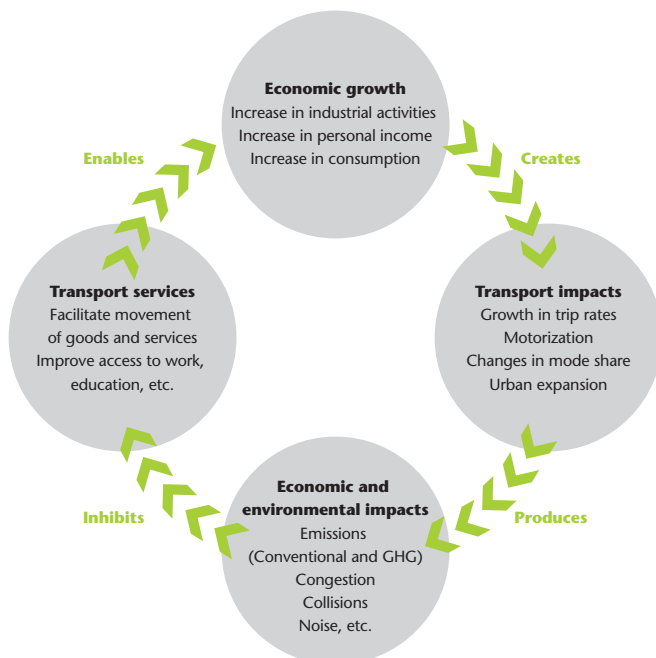 Economic growth
Increase in industrial activities
Increase in personal income
Increase in consumption
Enables
Creates
Transport services
Facilitate movement
of goods and services
Improve access to work,
education, etc.
Transport impacts
Growth in trip rates
Motorization
Changes in mode share
Urban expansion
Economic and
environmental impacts
Emissions
(Conventional and GHG)
Congestion
Collisions
Noise, etc.
Inhibits
Produces